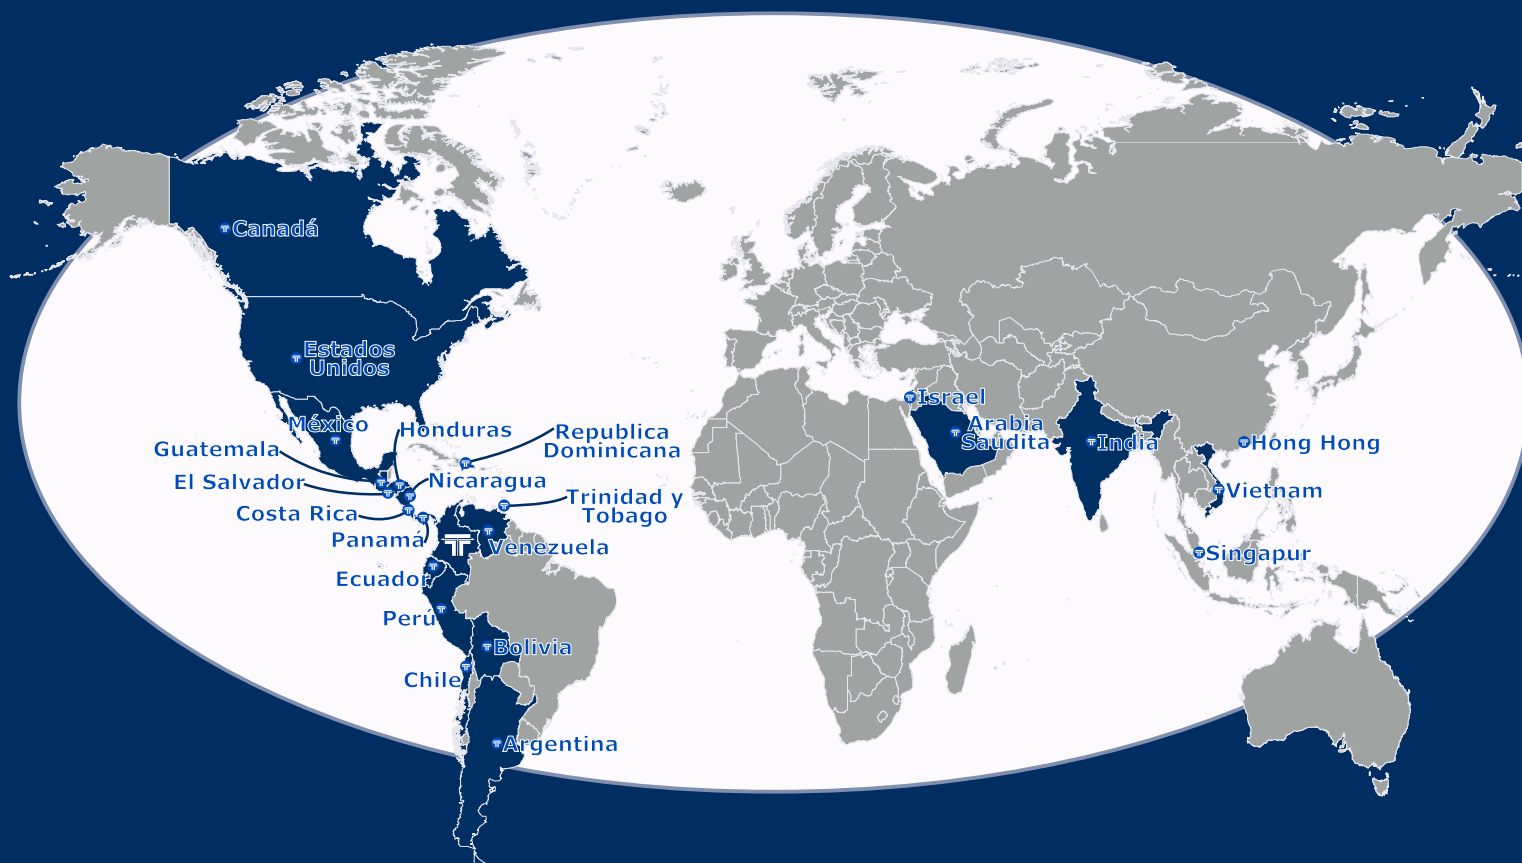 Canadá
Estados
Unidos
México
Honduras
Guatemala
Republica
Dominicana
El Salvador
Nicaragua
Trinidad y
Tobago
Costa Rica
Panamá
Venezuela
Ecuador
Perú
Bolivia
Chile
Argentina
Israel
Arabia
Saudita
India
Hong Hong
Vietnam
Singapur